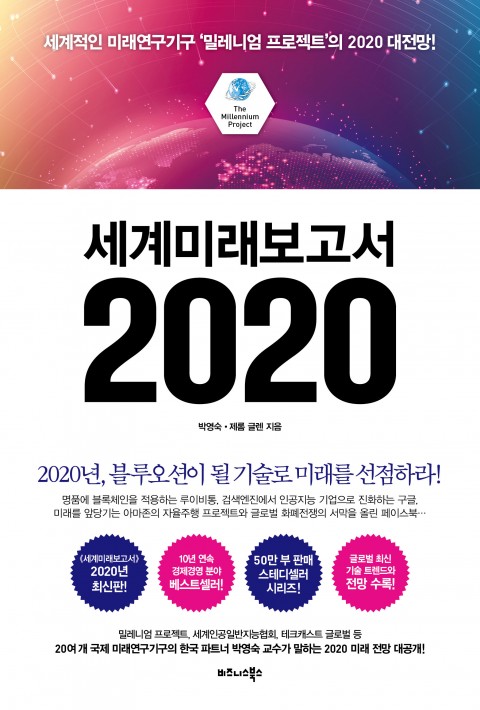 세계적인 미래연구기구 '밀레니엄 프로젝트'의 2020 대전망!
The
Millennium
Project
세계미래보고서
2020
박영숙 • 제롬 글렌 지음
2020년, 블루오션이 될 기술로 미래를 선점하라!
명품에 블록체인을 적용하는 루이비통, 검색엔진에서 인공지능 기업으로 진화하는 구글,
미래를 앞당기는 아마존의 자율주행 프로젝트와 글로벌 화폐전쟁의 서막을 올린 페이스북…
《세계미래보고서》
2020년
최신판!
10년 연속
경제경영 분야
베스트셀러!
50만 부 판매
스테디셀러
시리즈!
글로벌 최신
기술 트렌드와
전망 수록!
밀레니엄 프로젝트, 세계인공일반지능협회, 테크캐스트 글로벌 등
20여 개 국제 미래연구기구의 한국 파트너 박영숙 교수가 말하는 2020 미래 전망 대공개!
비즈니스북스